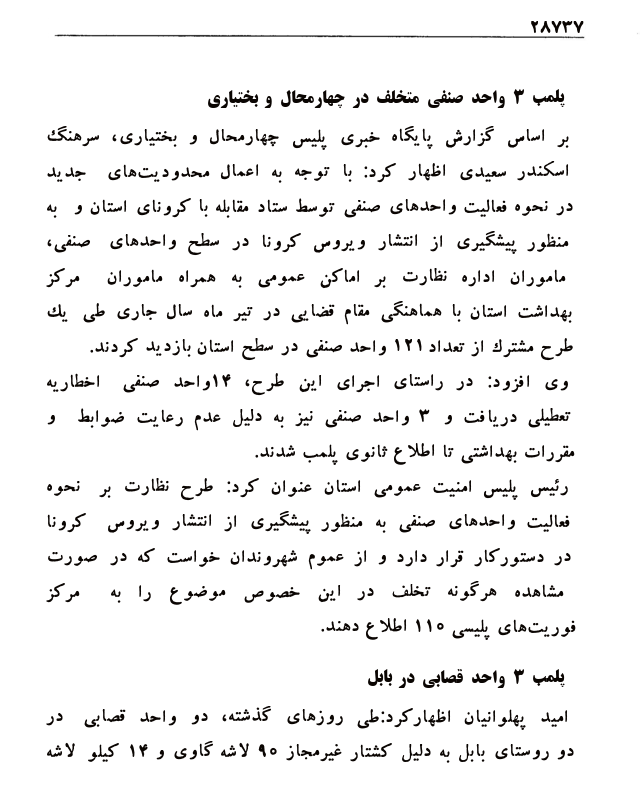 ۲۸۷۳۷
پلمب ۳ واحد صنفی متخلف در چهارمحال و بختیاری
بر اساس گزارش پایگاه خبری پلیس چهارمحال و بختیاری، سرهنگ
اسکندر سعیدی اظهار کرد: با توجه به اعمال محدودیت‌های جدید
در نحوه فعالیت واحدهای صنفی توسط ستاد مقابله با کرونای استان و به
منظور پیشگیری از انتشار ویروس کرونا در سطح واحدهای صنفی،
ماموران اداره نظارت بر اماکن عمومی به همراه ماموران مرکز
بهداشت استان با هماهنگی مقام قضایی در تیر ماه سال جاری طی یك
طرح مشترك از تعداد ۱۲۱ واحد صنفی در سطح استان بازدید کردند.
وی افزود: در راستای اجرای این طرح، ۱۴واحد صنفی اخطاریه
تعطیلی دریافت و ۳ واحد صنفی نیز به دلیل عدم رعایت ضوابط و
مقررات بهداشتی تا اطلاع ثانوی پلمب شدند.
رئیس پلیس امنیت عمومی استان عنوان کرد: طرح نظارت بر نحوه
فعالیت واحدهای صنفی به منظور پیشگیری از انتشار ویروس کرونا
در دستورکار قرار دارد و از عموم شهروندان خواست که در صورت
مشاهده هرگونه تخلف در این خصوص موضوع را به مرکز
فوریت‌های پلیسی ۱۱۰ اطلاع دهند.
پلمب ۳ واحد قصابی در بابل
امید پهلوانیان اظهارکرد:طی روزهای گذشته، دو واحد قصابی در
دو روستای بابل به دلیل کشتار غیرمجاز ۹۰ لاشه گاوی و ۱۴ کیلو لاشه